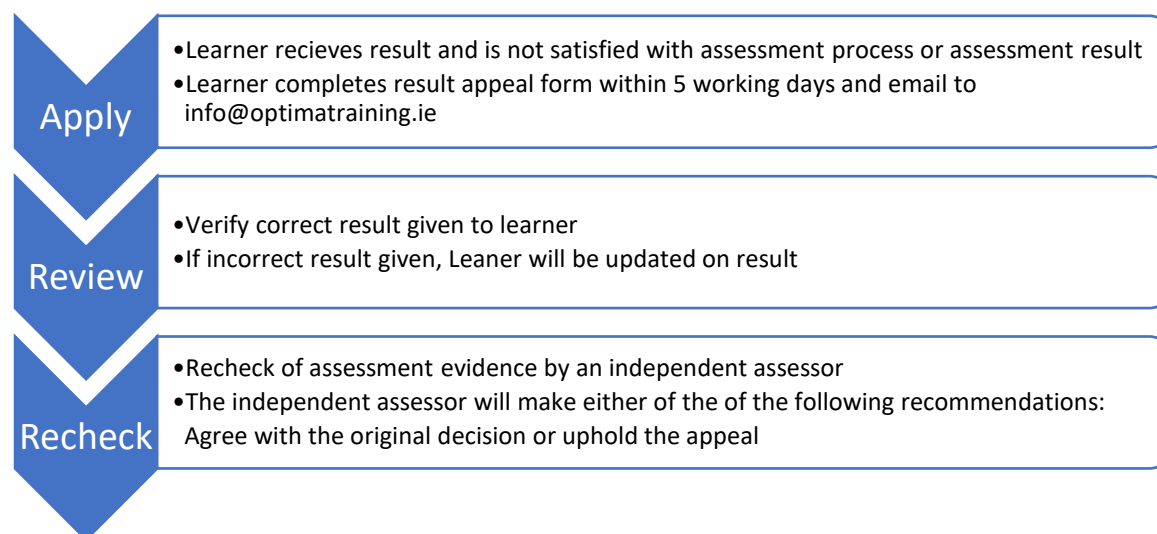 Apply
•Learner recieves result and is not satisfied with assessment process or assessment result
•Learner completes result appeal form within 5 working days and email to
info@optimatraining.ie
Review
•Verify correct result given to learner
•If incorrect result given, Leaner will be updated on result
Recheck
•Recheck of assessment evidence by an independent assessor
•The independent assessor will make either of the of the following recommendations:
Agree with the original decision or uphold the appeal